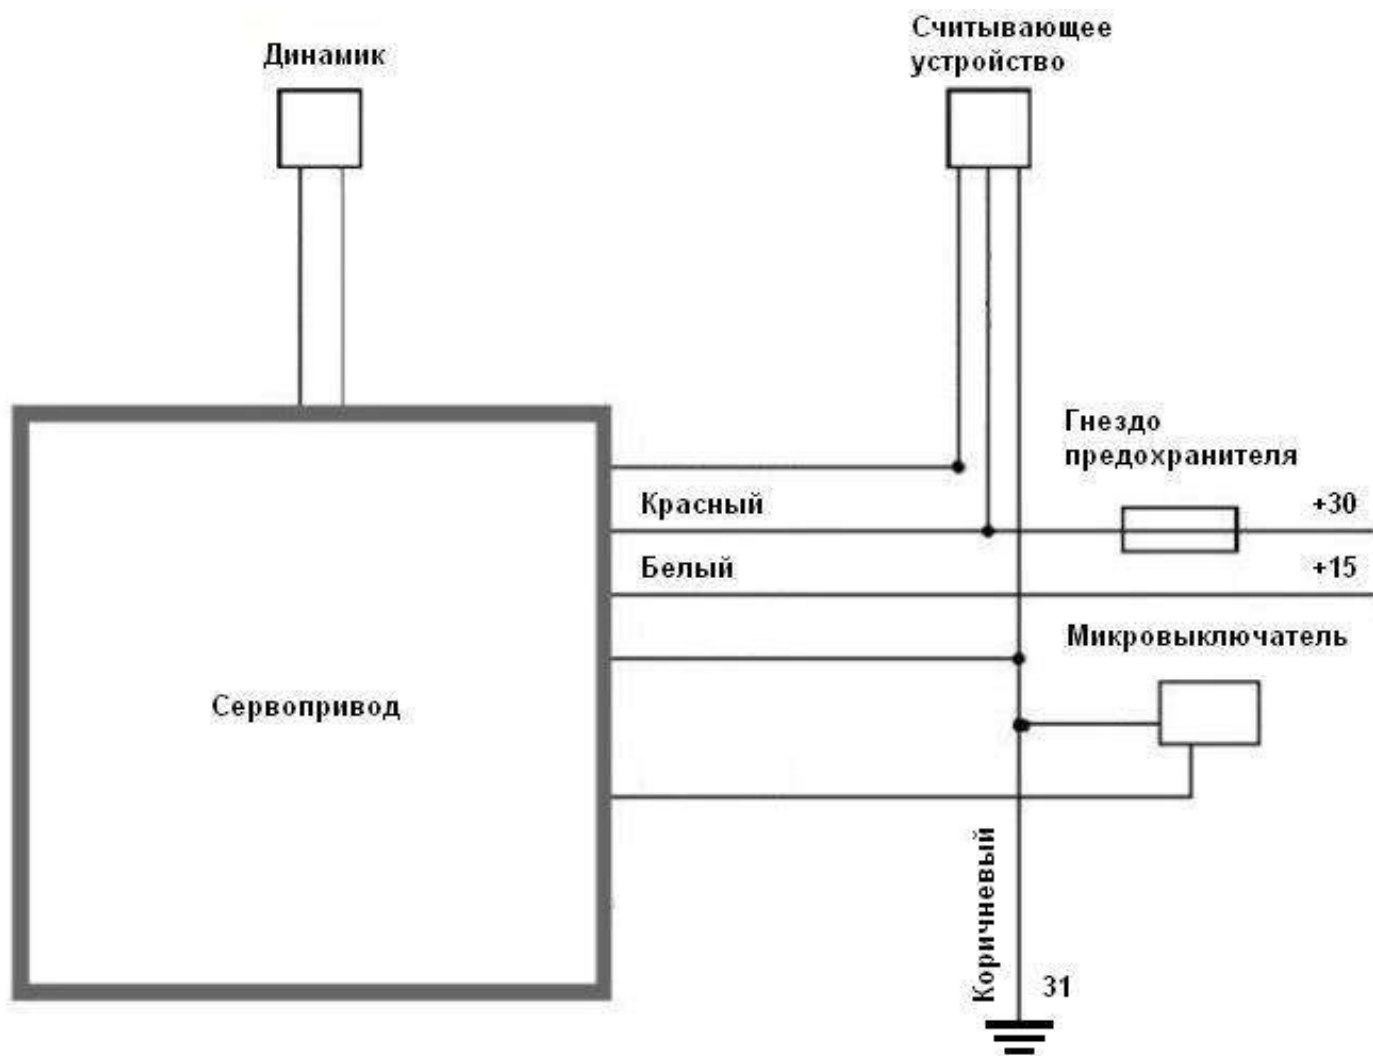 Динамик
Считывающее
устройство
Гнездо
предохранителя
Красный
+30
Белый
+15
Микровыключатель
Сервопривод
Коричневый
31